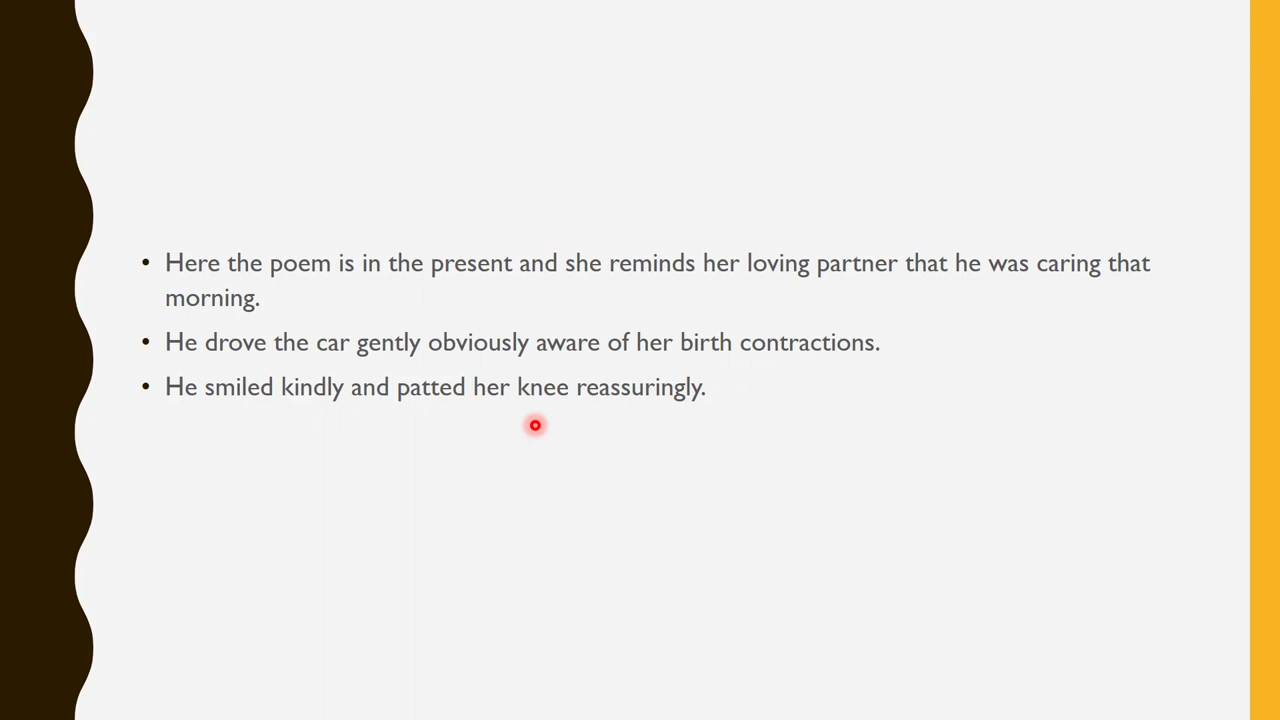 • Here the poem is in the present and she reminds her loving partner that he was caring that
morning.
• He drove the car gently obviously aware of her birth contractions.
• He smiled kindly and patted her knee reassuringly.